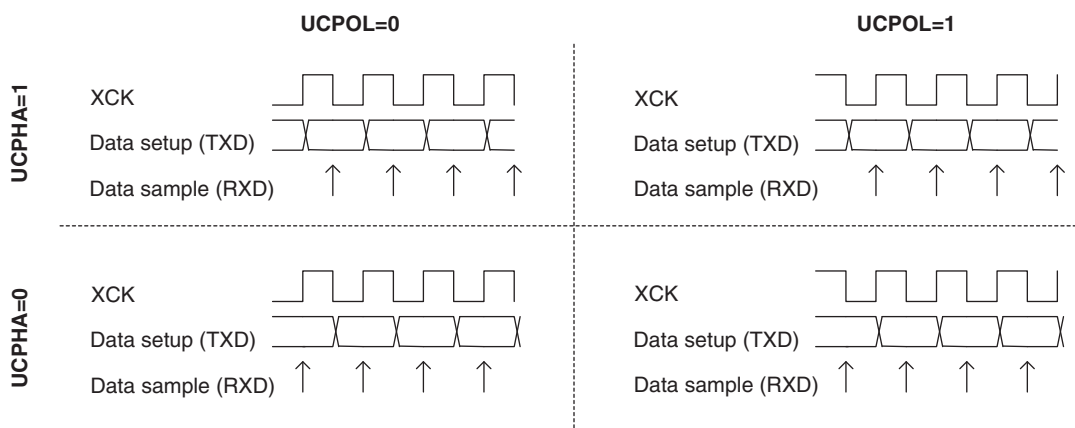 UCPOL=0
UCPOL=1
UCPHA=1
XCK
Data setup (TXD)
Data sample (RXD)
XCK
Data setup (TXD)
Data sample (RXD)
UCPHA=0
XCK
Data setup (TXD)
Data sample (RXD)
XCK
Data setup (TXD)
Data sample (RXD)